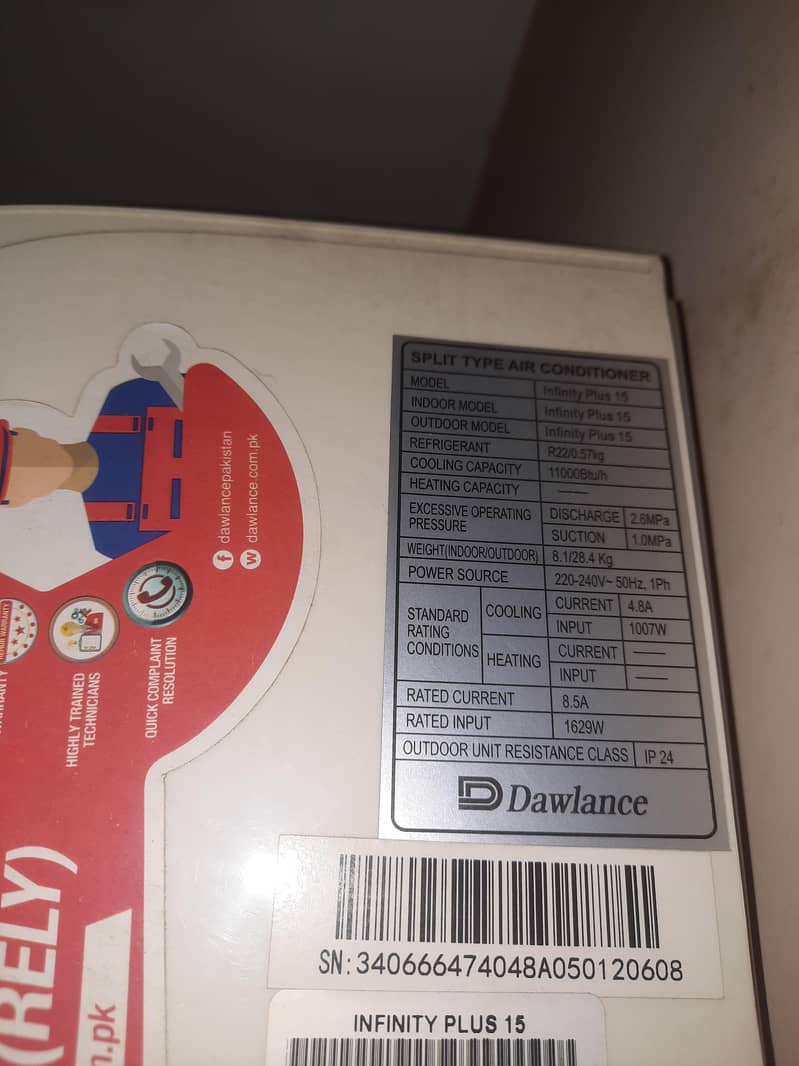 SPLIT TYPE AIR CONDITIONER
MODEL Infinity Plus 15
INDOOR MODEL Infinity Plus 15
OUTDOOR MODEL Infinity Plus 15
REFRIGERANT R22/0.57kg
COOLING CAPACITY 11000Btu/h
HEATING CAPACITY ——
EXCESSIVE OPERATING PRESSURE DISCHARGE 2.6MPa
SUCTION 1.0MPa
WEIGHT(INDOOR/OUTDOOR) 8.1/28.4 Kg
POWER SOURCE 220-240V~ 50Hz, 1Ph
STANDARD RATING CONDITIONS COOLING CURRENT 4.8A
INPUT 1007W
HEATING CURRENT ——
INPUT ——
RATED CURRENT 8.5A
RATED INPUT 1629W
OUTDOOR UNIT RESISTANCE CLASS IP 24
Dawlance
SN:340666474048A050120608
INFINITY PLUS 15
f dawlancepakistan
w dawlance.com.pk
REPAIR WARRANTY
HIGHLY TRAINED
TECHNICIANS
QUICK COMPLAINT
RESOLUTION
(RELY)
.pk